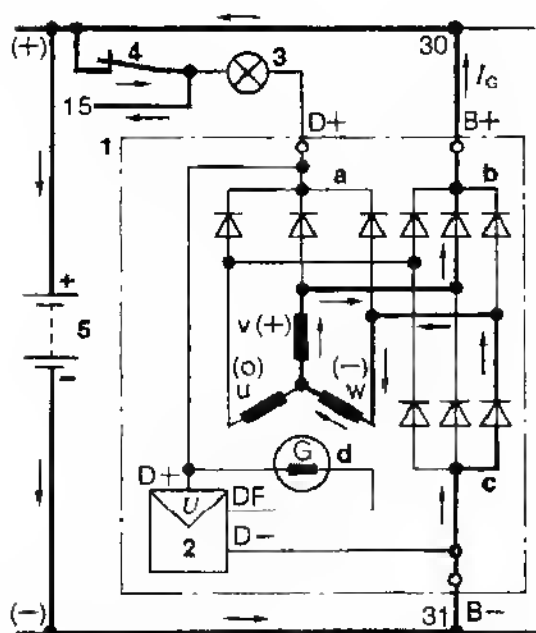 (+)
4
3
30
I_G
15
D+
B+
1
a
b
+
5
−
v (+)
(o)
u
(−)
w
G
d
c
D+
U
DF
2
D−
(−)
31
B−